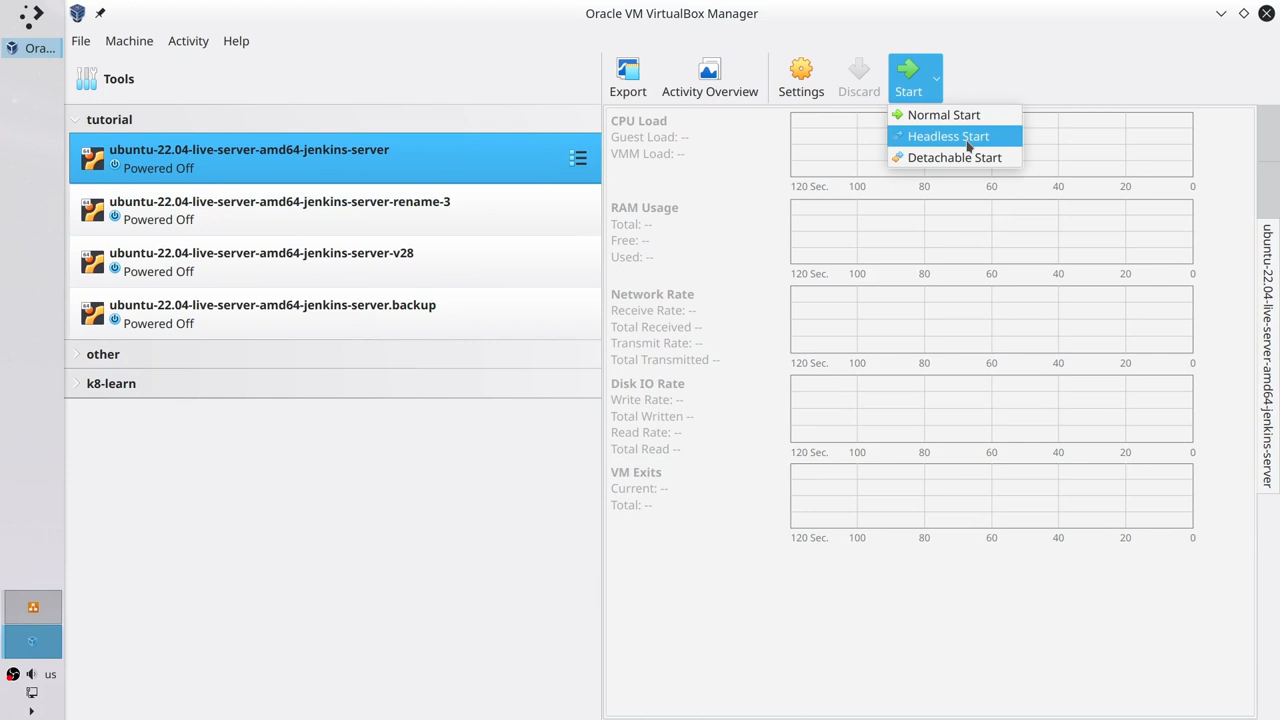 Oracle VM VirtualBox Manager
Ora...
File Machine Activity Help
Tools
Export Activity Overview Settings Discard Start
Normal Start
Headless Start
Detachable Start
tutorial
ubuntu-22.04-live-server-amd64-jenkins-server
Powered Off
ubuntu-22.04-live-server-amd64-jenkins-server-rename-3
Powered Off
ubuntu-22.04-live-server-amd64-jenkins-server-v28
Powered Off
ubuntu-22.04-live-server-amd64-jenkins-server.backup
Powered Off
other
k8-learn
CPU Load
Guest Load: --
VMM Load: --
120 Sec. 100 80 60 40 20 0
RAM Usage
Total: --
Free: --
Used: --
120 Sec. 100 80 60 40 20 0
Network Rate
Receive Rate: --
Total Received --
Transmit Rate: --
Total Transmitted --
120 Sec. 100 80 60 40 20 0
Disk IO Rate
Write Rate: --
Total Written --
Read Rate: --
Total Read --
120 Sec. 100 80 60 40 20 0
VM Exits
Current: --
Total: --
120 Sec. 100 80 60 40 20 0
ubuntu-22.04-live-server-amd64-jenkins-server
us